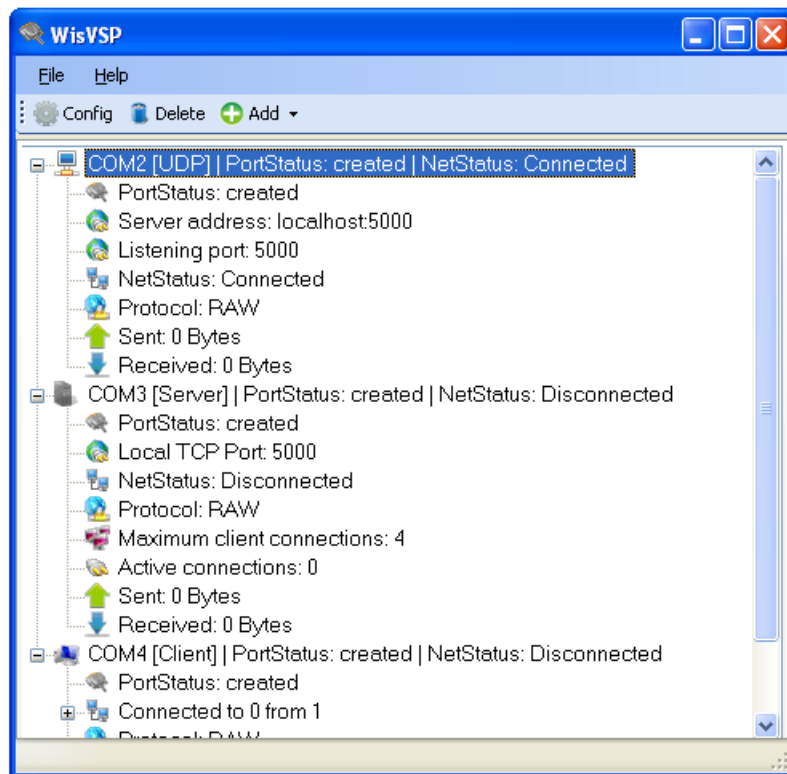 WisVSP
File Help
Config Delete Add
COM2 [UDP] | PortStatus: created | NetStatus: Connected
PortStatus: created
Server address: localhost:5000
Listening port: 5000
NetStatus: Connected
Protocol: RAW
Sent: 0 Bytes
Received: 0 Bytes
COM3 [Server] | PortStatus: created | NetStatus: Disconnected
PortStatus: created
Local TCP Port: 5000
NetStatus: Disconnected
Protocol: RAW
Maximum client connections: 4
Active connections: 0
Sent: 0 Bytes
Received: 0 Bytes
COM4 [Client] | PortStatus: created | NetStatus: Disconnected
PortStatus: created
Connected to 0 from 1
Protocol: RAW